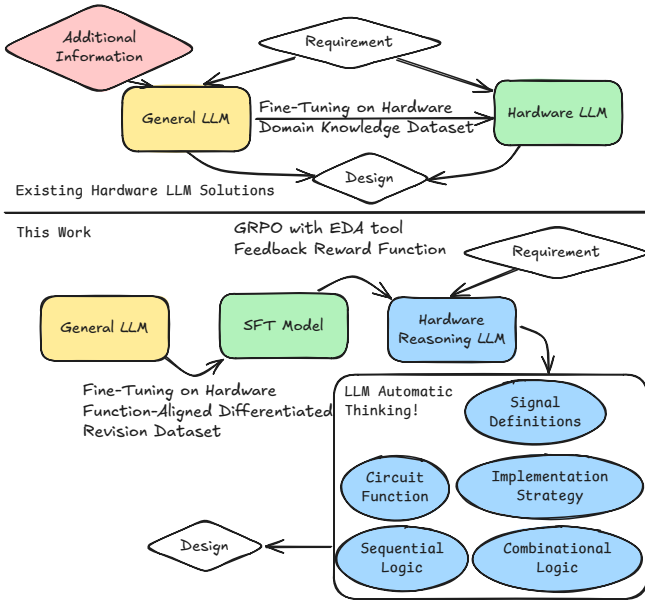 Additional
Information
Requirement
General LLM
Fine-Tuning on Hardware
Domain Knowledge Dataset
Hardware LLM
Design
Existing Hardware LLM Solutions
This Work
GRPO with EDA tool
Feedback Reward Function
Requirement
General LLM
SFT Model
Hardware
Reasoning LLM
Fine-Tuning on Hardware
Function-Aligned Differentiated
Revision Dataset
LLM Automatic
Thinking!
Signal
Definitions
Circuit
Function
Implementation
Strategy
Design
Sequential
Logic
Combinational
Logic